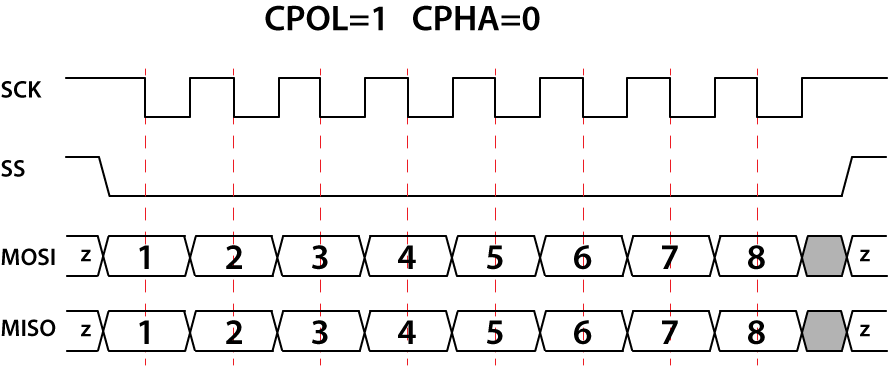 CPOL=1 CPHA=0
SCK
SS
MOSI z 1 2 3 4 5 6 7 8 z
MISO z 1 2 3 4 5 6 7 8 z